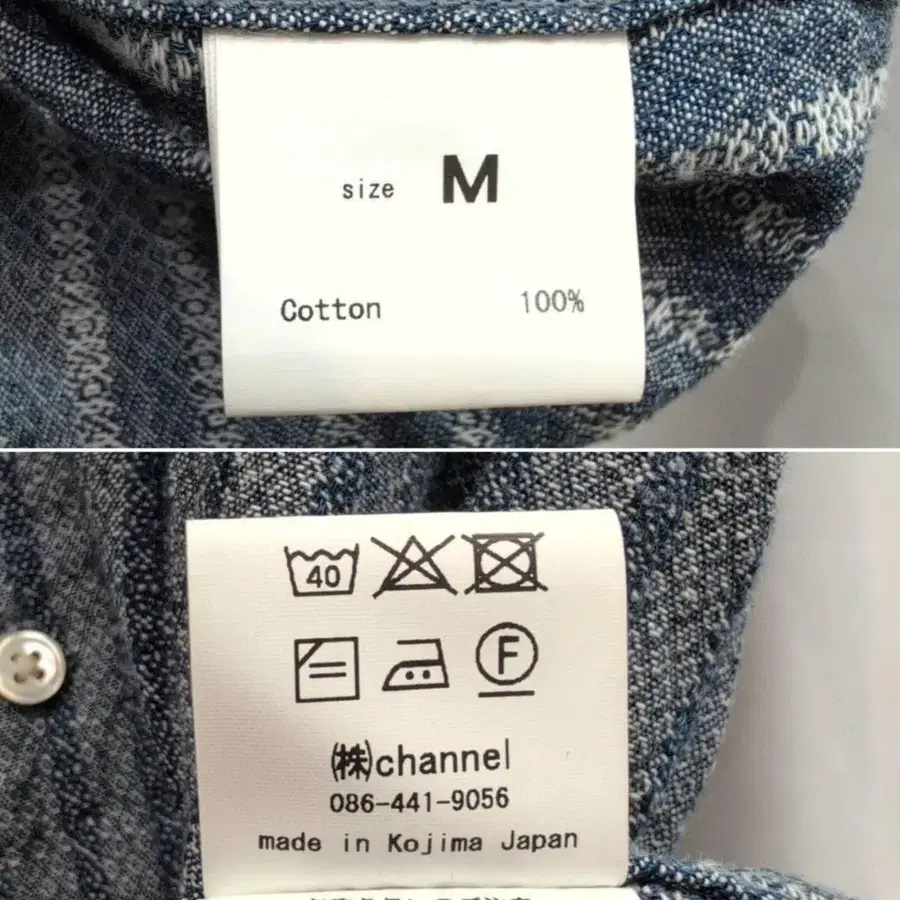 size M
Cotton 100%
40
F
㈱channel
086-441-9056
made in Kojima Japan